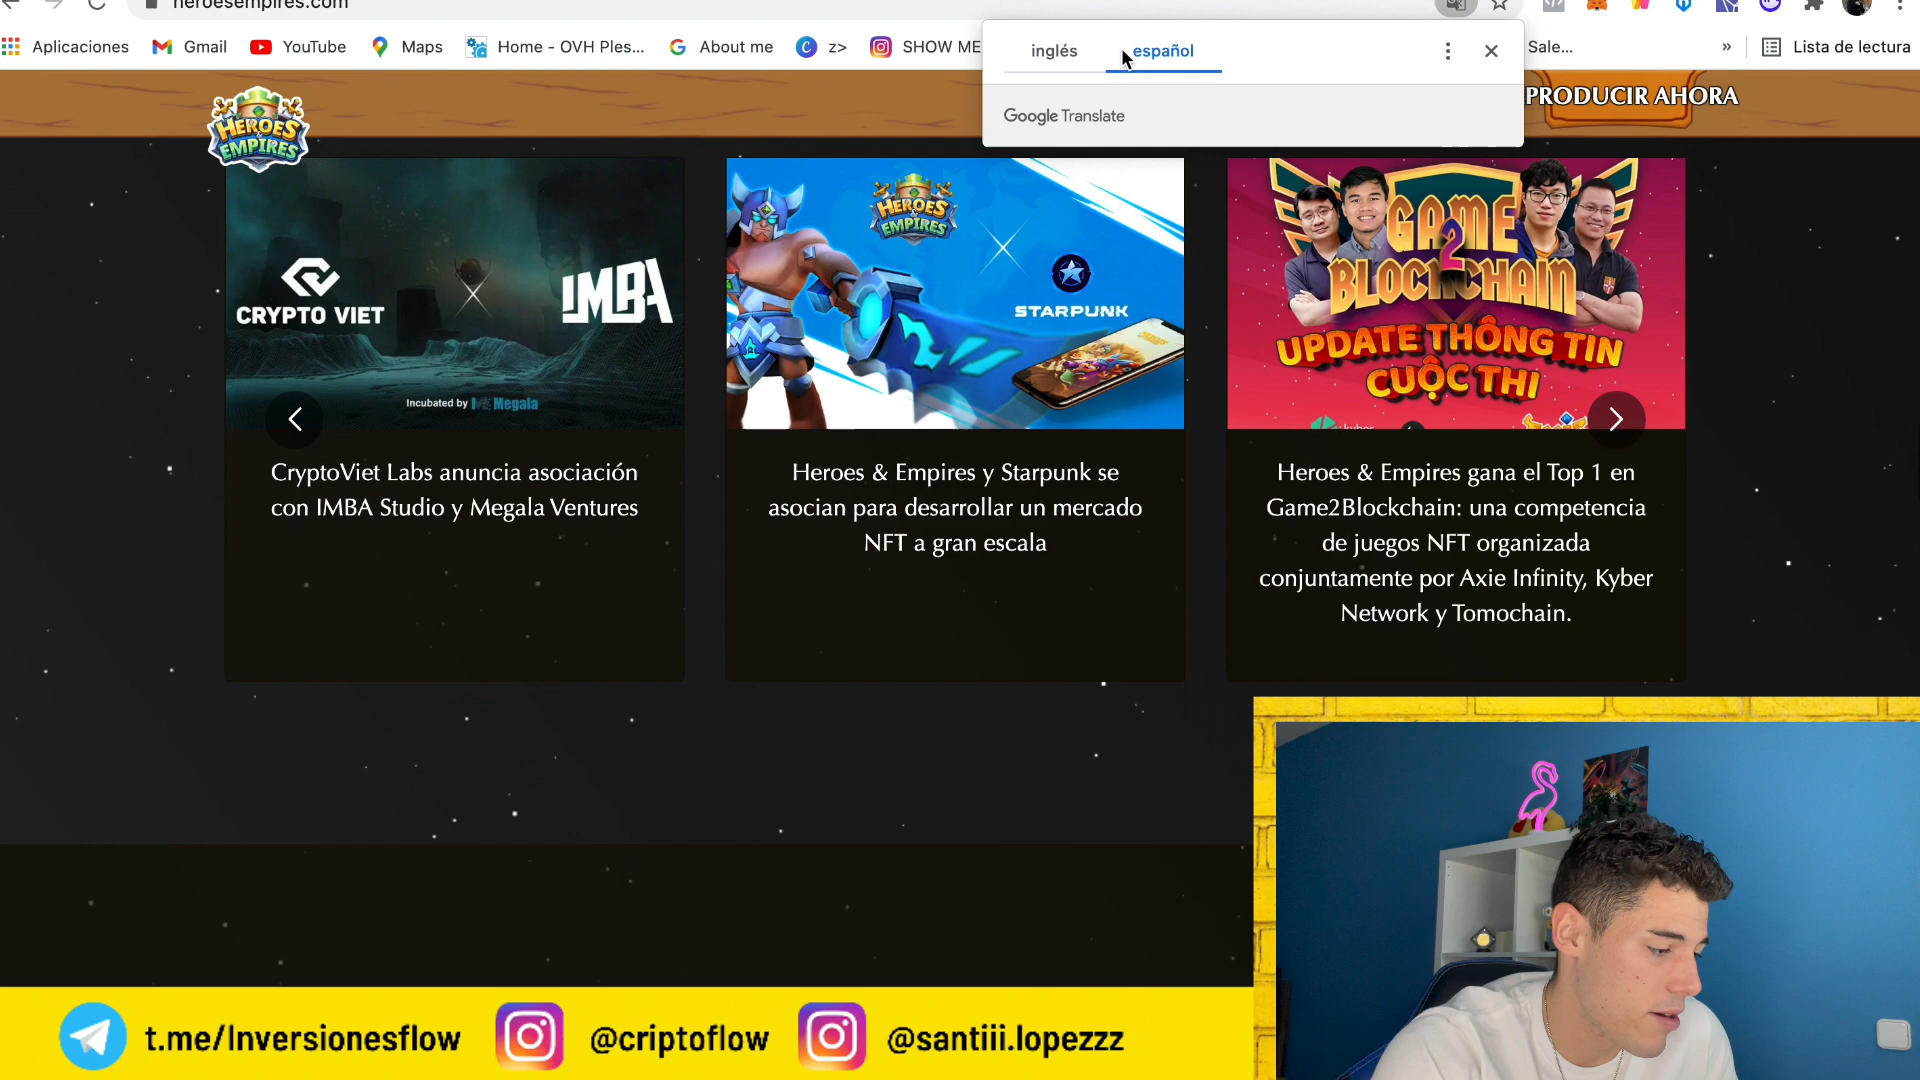 heroesempires.com
Aplicaciones
Gmail
YouTube
Maps
Home - OVH Ples...
About me
z>
SHOW ME
Sale...
»
Lista de lectura
inglés
español
Google Translate
PRODUCIR AHORA
HEROES
&
EMPIRES
CRYPTO VIET
IMBA
Incubated by Megala
HEROES
&
EMPIRES
STARPUNK
GAME
2
BLOCKCHAIN
UPDATE THÔNG TIN
CUỘC THI
kyber
CryptoViet Labs anuncia asociación
con IMBA Studio y Megala Ventures
Heroes & Empires y Starpunk se
asocian para desarrollar un mercado
NFT a gran escala
Heroes & Empires gana el Top 1 en
Game2Blockchain: una competencia
de juegos NFT organizada
conjuntamente por Axie Infinity, Kyber
Network y Tomochain.
t.me/Inversionesflow
@criptoflow
@santiii.lopezzz